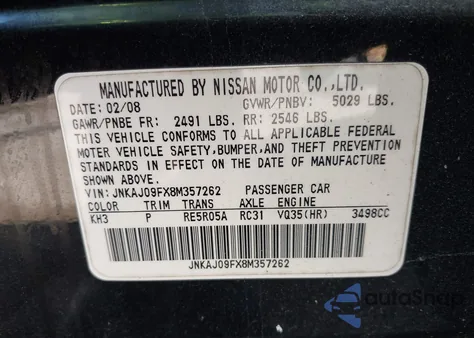 MANUFACTURED BY NISSAN MOTOR CO.,LTD.
DATE: 02/08 GVWR/PNBV: 5029 LBS.
GAWR/PNBE FR: 2491 LBS. RR: 2546 LBS.
THIS VEHICLE CONFORMS TO ALL APPLICABLE FEDERAL
MOTOR VEHICLE SAFETY,BUMPER,AND THEFT PREVENTION
STANDARDS IN EFFECT ON THE DATE OF MANUFACTURE
SHOWN ABOVE.
VIN: JNKAJ09FX8M357262 PASSENGER CAR
COLOR TRIM TRANS AXLE ENGINE
KH3 P RE5R05A RC31 VQ35(HR) 3498CC
JNKAJ09FX8M357262
autoSnap